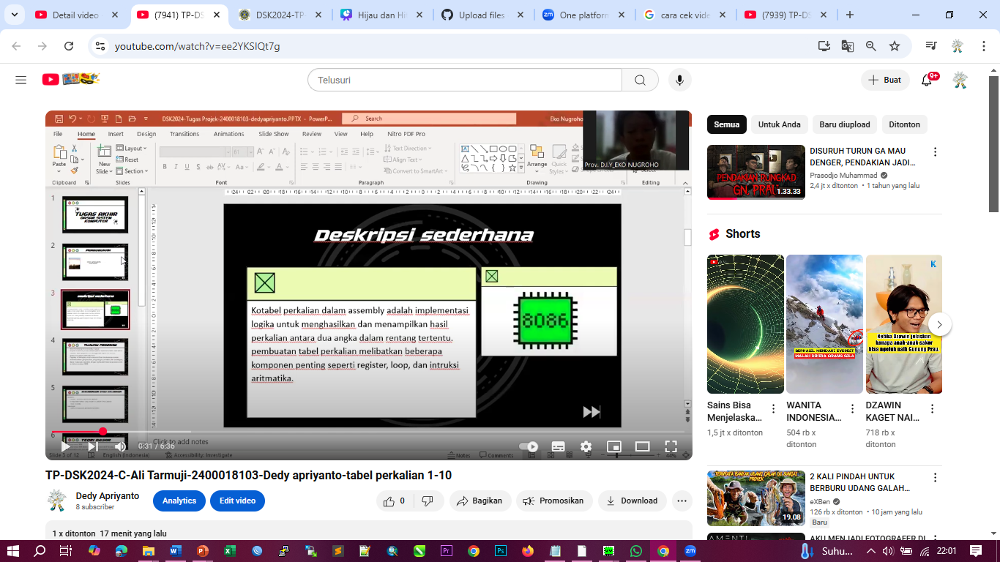 Detail video
(7941) TP-DS
DSK2024-TP-
Hijau dan Hi
Upload files
One platform
cara cek vide
(7939) TP-DS
youtube.com/watch?v=ee2YKSlQt7g
Telusuri
Buat
9+
DSK2024-Tugas Projek-2400018103-dedyapriyanto.PPTX - PowerP...
Search
Eko Nugroho
File Home Insert Design Transitions Animations Slide Show Review View Help Nitro PDF Pro
Paste
New
Slide
Layout
Reset
Section
Text Direction
Align Text
Convert to SmartArt
Arrange
Quick
Styles
Clipboard
Slides
Font
Paragraph
Drawing
Editing
Prov. D.I.Y_EKO NUGROHO
1
TUGAS AKHIR
DASAR SISTEM
KOMPUTER
2
3
Deskripsi sederhana
4
TUJUAN PROGRAM
5
6
TEORI DASAR
Deskripsi sederhana
Kotabel perkalian dalam assembly adalah implementasi
logika untuk menghasilkan dan menampilkan hasil
perkalian antara dua angka dalam rentang tertentu.
pembuatan tabel perkalian melibatkan beberapa
komponen penting seperti register, loop, dan intruksi
aritmatika.
8086
Click to add notes
0:31 / 6:36
Slide 3 of 12
English (Indonesia)
Accessibility: Investigate
Notes
Comments
44%
TP-DSK2024-C-Ali Tarmuji-2400018103-Dedy apriyanto-tabel perkalian 1-10
Dedy Apriyanto
8 subscriber
Analytics
Edit video
0
Bagikan
Promosikan
Download
1 x ditonton 17 menit yang lalu
Semua
Untuk Anda
Baru diupload
Ditonton
PENDAKIAN RUNGKAD
GN. PRAU
1.33.33
DISURUH TURUN GA MAU
DENGER, PENDAKIAN JADI...
Prasodjo Muhammad
2,4 jt x ditonton • 1 tahun yang lalu
Shorts
BERHASIL MENDAKI EVEREST
MALAH DIKIRA ORANG GILA
Ketika Dzawin jelaskan
kenapa anak-anak sakor
bisa ngeluh naik Gunung Prau.
Sains Bisa
Menjelaska...
1,5 jt x ditonton
WANITA
INDONESIA...
504 rb x
ditonton
DZAWIN
KAGET NAI...
718 rb x
ditonton
TERNYATA BANYAK UDANG GALAH DI SUNGAI
PROYEK
19.08
2 KALI PINDAH UNTUK
BERBURU UDANG GALAH...
eXBen
126 rb x ditonton • 10 jam yang lalu
Baru
AKU MENJADI FOTOGRAFER DI
Suhu...
22:01